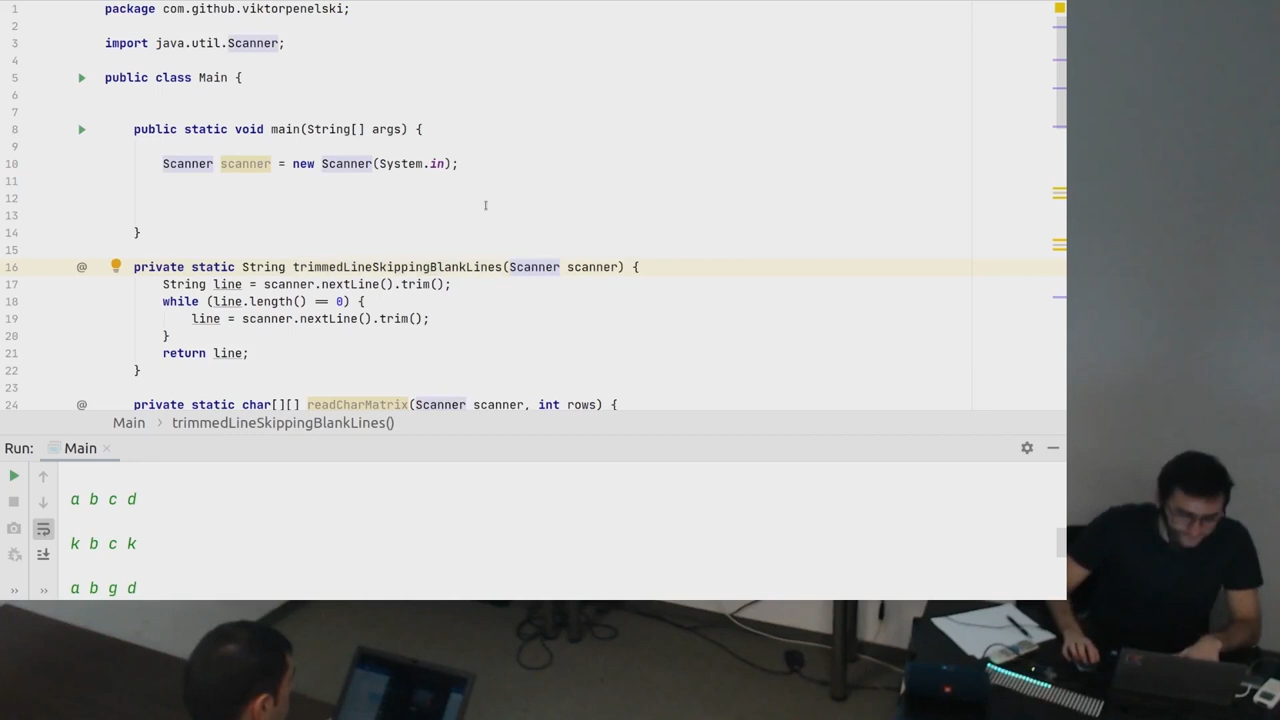 1 package com.github.viktorpenelski;
2
3 import java.util.Scanner;
4
5 public class Main {
6
7
8 public static void main(String[] args) {
9
10 Scanner scanner = new Scanner(System.in);
11
12
13
14 }
15
16 @ private static String trimmedLineSkippingBlankLines(Scanner scanner) {
17 String line = scanner.nextLine().trim();
18 while (line.length() == 0) {
19 line = scanner.nextLine().trim();
20 }
21 return line;
22 }
23
24 @ private static char[][] readCharMatrix(Scanner scanner, int rows) {
Main › trimmedLineSkippingBlankLines()
Run: Main ×
a b c d
k b c k
a b g d